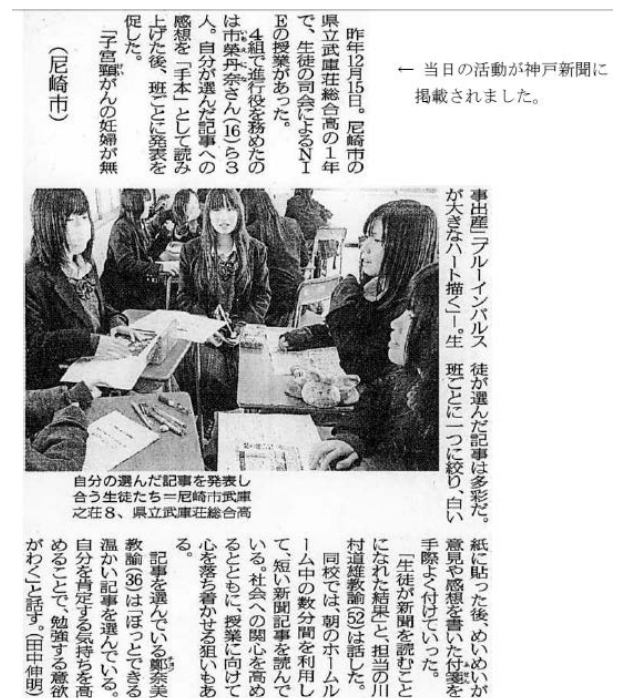 ← 当日の活動が神戸新聞に
掲載されました。
昨年12月15日。尼崎市の
県立武庫荘総合高の1年
で、生徒の司会によるNI
Eの授業があった。
4組で進行役を務めたの
は市榮丹奈さん(16)ら3
人。自分が選んだ記事への
感想を「手本」として読み
上げた後、班ごとに発表を
促した。
「子宮頸がんの妊婦が無
(尼崎市)
事出産」「ブルーインパルス
が大きなハート描く」―。生
徒が選んだ記事は多彩だ。
班ごとに一つに絞り、白い
自分の選んだ記事を発表し
合う生徒たち＝尼崎市武庫
之荘8、県立武庫荘総合高
紙に貼った後、めいめいが
意見や感想を書いた付箋を
手際よく付けていった。
「生徒が新聞を読むこと
になれた結果」と、担当の川
村道雄教諭(52)は話した。
同校では、朝のホームル
ーム中の数分間を利用し
て、短い新聞記事を読んで
いる。社会への関心を高め
るとともに、授業に向けて
心を落ち着かせる狙いもあ
る。
記事を選んでいる鄭奈美
教諭(36)は「ほっとできる
温かい記事を選んでいる。
自分を肯定する気持ちを高
めることで、勉強する意欲
がわく」と話す。(田中伸明)